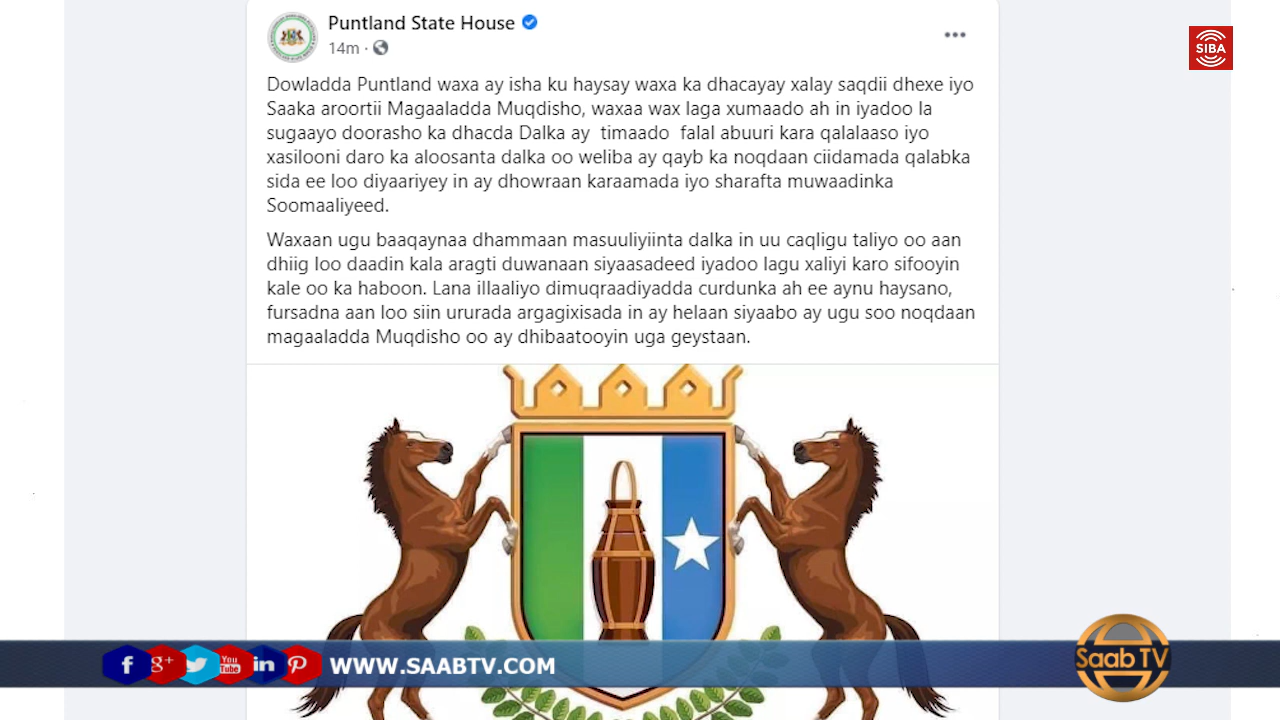 Puntland State House
14m ·
SIBA
Dowladda Puntland waxa ay isha ku haysay waxa ka dhacayay xalay saqdii dhexe iyo
Saaka aroortii Magaaladda Muqdisho, waxaa wax laga xumaado ah in iyadoo la
sugaayo doorasho ka dhacda Dalka ay timaado falal abuuri kara qalalaaso iyo
xasilooni daro ka aloosanta dalka oo weliba ay qayb ka noqdaan ciidamada qalabka
sida ee loo diyaariyey in ay dhowraan karaamada iyo sharafta muwaadinka
Soomaaliyeed.
Waxaan ugu baaqaynaa dhammaan masuuliyiinta dalka in uu caqligu taliyo oo aan
dhiig loo daadin kala aragti duwanaan siyaasadeed iyadoo lagu xaliyi karo sifooyin
kale oo ka haboon. Lana illaaliyo dimuqraadiyadda curdunka ah ee aynu haysano,
fursadna aan loo siin ururada argagixisada in ay helaan siyaabo ay ugu soo noqdaan
magaaladda Muqdisho oo ay dhibaatooyin uga geystaan.
f g+ You Tube in
WWW.SAABTV.COM
Saab TV